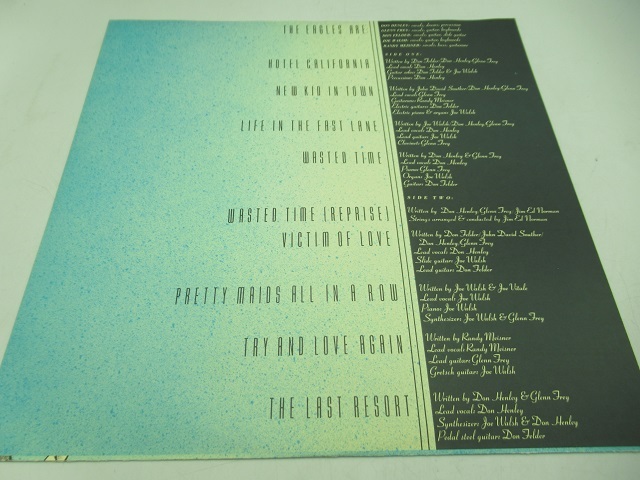 THE EAGLES ARE:
DON HENLEY: vocals; drums; percussion
GLENN FREY: vocals; guitar; keyboards
DON FELDER: vocals; guitar; slide guitar
JOE WALSH: vocals; guitar; keyboards
RANDY MEISNER: vocals; bass; guitarron
SIDE ONE:
HOTEL CALIFORNIA
Written by Don Felder/Don Henley/Glenn Frey
Lead vocal: Don Henley
Guitar solos: Don Felder & Joe Walsh
Percussion: Don Henley
NEW KID IN TOWN
Written by John David Souther/Don Henley/Glenn Frey
Lead vocal: Glenn Frey
Guitarrone: Randy Meisner
Electric guitars: Don Felder
Electric piano & organ: Joe Walsh
LIFE IN THE FAST LANE
Written by Joe Walsh/Don Henley/Glenn Frey
Lead vocal: Don Henley
Lead guitar: Joe Walsh
Clavinet: Glenn Frey
WASTED TIME
Written by Don Henley & Glenn Frey
Lead vocal: Don Henley
Piano: Glenn Frey
Organ: Joe Walsh
Guitar: Don Felder
SIDE TWO:
WASTED TIME (REPRISE)
Written by Don Henley/Glenn Frey/Jim Ed Norman
Strings arranged & conducted by Jim Ed Norman
VICTIM OF LOVE
Written by Don Felder/John David Souther/
Don Henley/Glenn Frey
Lead vocal: Don Henley
Slide guitar: Joe Walsh
Lead guitar: Don Felder
PRETTY MAIDS ALL IN A ROW
Written by Joe Walsh & Joe Vitale
Lead vocal: Joe Walsh
Piano: Joe Walsh
Synthesizer: Joe Walsh & Glenn Frey
TRY AND LOVE AGAIN
Written by Randy Meisner
Lead vocal: Randy Meisner
Lead guitar: Glenn Frey
Gretsch guitar: Joe Walsh
THE LAST RESORT
Written by Don Henley & Glenn Frey
Lead vocal: Don Henley
Synthesizer: Joe Walsh & Don Henley
Pedal steel guitar: Don Felder